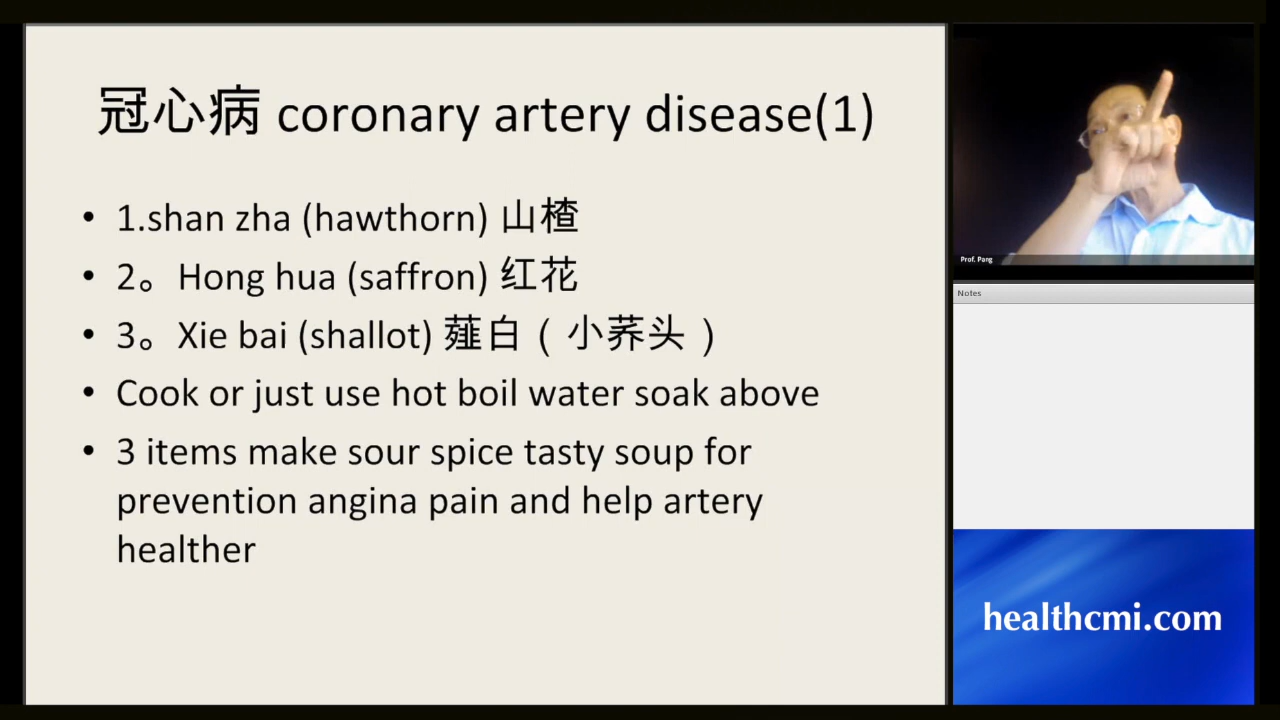 冠心病 coronary artery disease(1)
• 1.shan zha (hawthorn) 山楂
• 2。Hong hua (saffron) 红花
• 3。Xie bai (shallot) 薤白（小荞头）
• Cook or just use hot boil water soak above
• 3 items make sour spice tasty soup for
prevention angina pain and help artery
healther
Prof. Pang
Notes
healthcmi.com